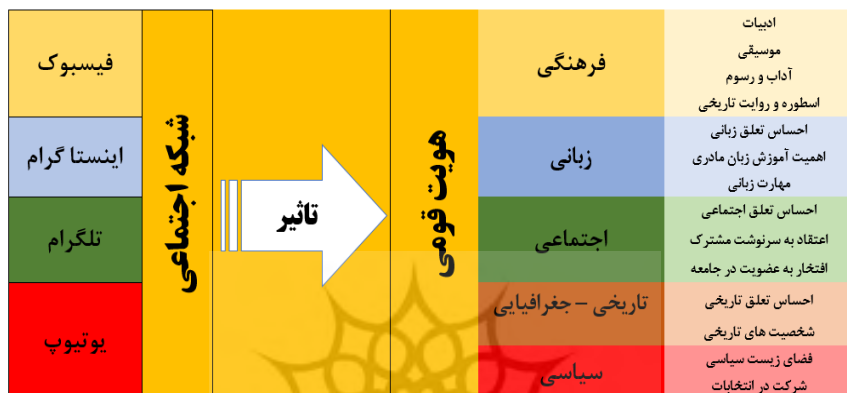 فیسبوک
اینستا گرام
تلگرام
یوتیوپ
شبکه اجتماعی
تاثیر
هویت قومی
فرهنگی
ادبیات
موسیقی
آداب و رسوم
اسطوره و روایت تاریخی
زبانی
احساس تعلق زبانی
اهمیت آموزش زبان مادری
مهارت زبانی
اجتماعی
احساس تعلق اجتماعی
اعتقاد به سرنوشت مشترک
افتخار به عضویت در جامعه
تاریخی – جغرافیایی
احساس تعلق تاریخی
شخصیت های تاریخی
سیاسی
فضای زیست سیاسی
شرکت در انتخابات